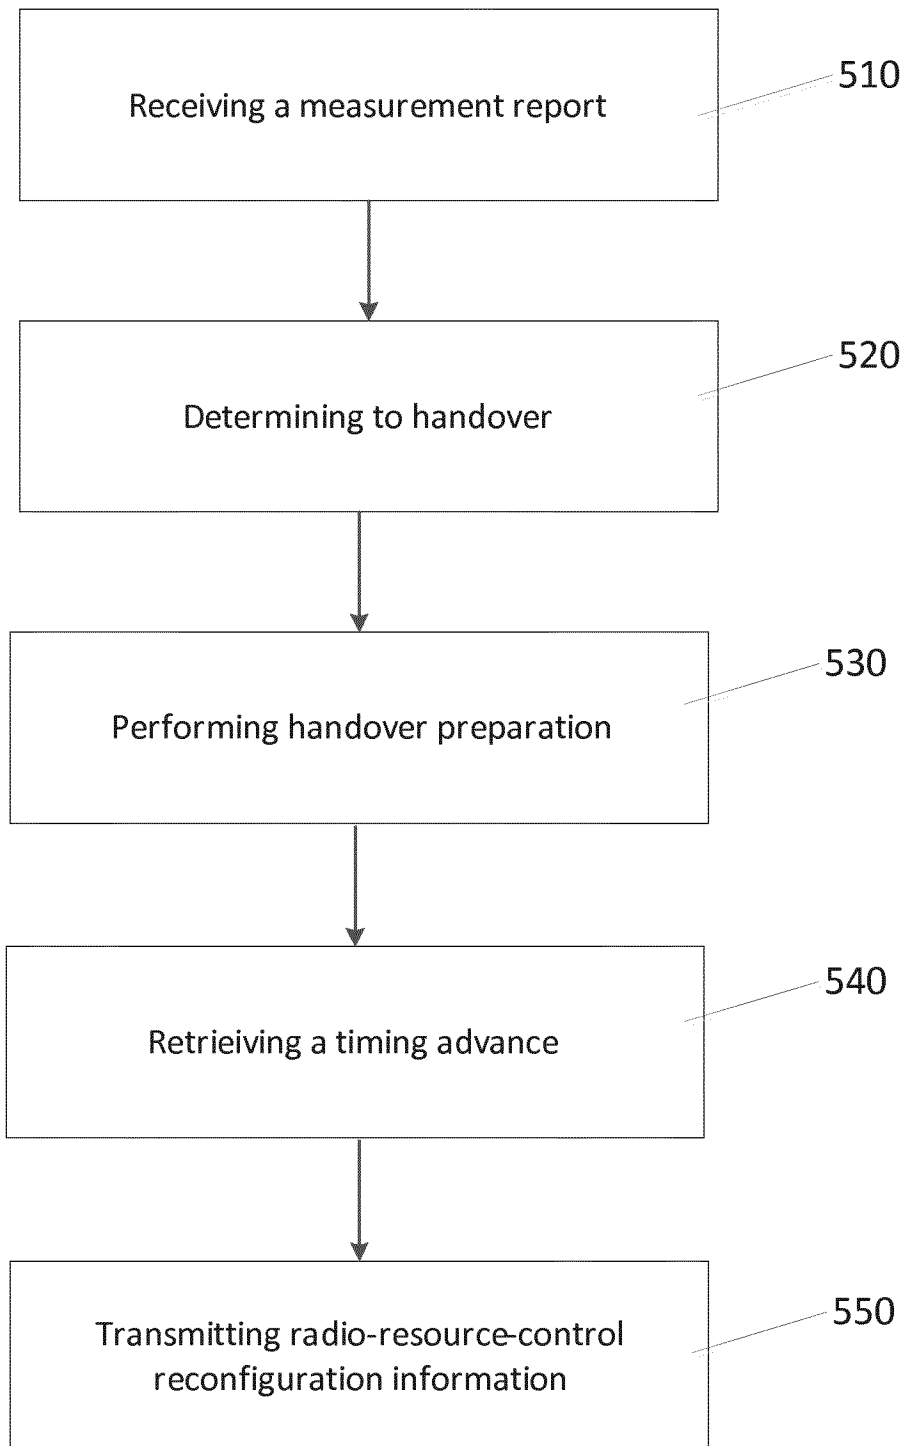 Receiving a measurement report
510
Determining to handover
520
Performing handover preparation
530
Retrieiving a timing advance
540
Transmitting radio-resource-control
reconfiguration information
550